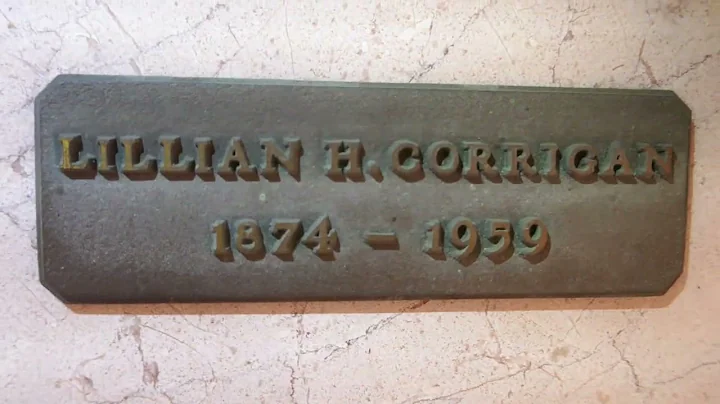 LILLIAN H. CORRIGAN
1874 – 1959